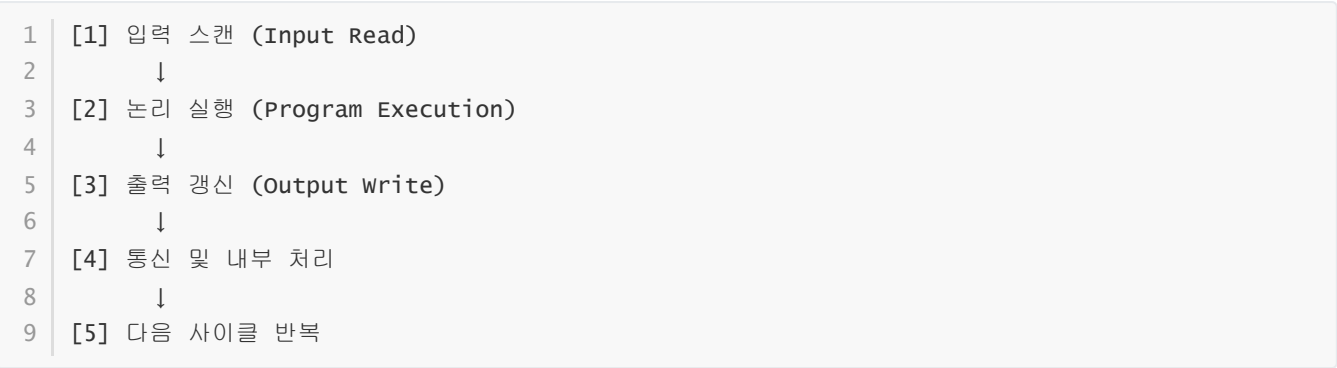 1 [1] 입력 스캔 (Input Read)
2 ↓
3 [2] 논리 실행 (Program Execution)
4 ↓
5 [3] 출력 갱신 (Output Write)
6 ↓
7 [4] 통신 및 내부 처리
8 ↓
9 [5] 다음 사이클 반복